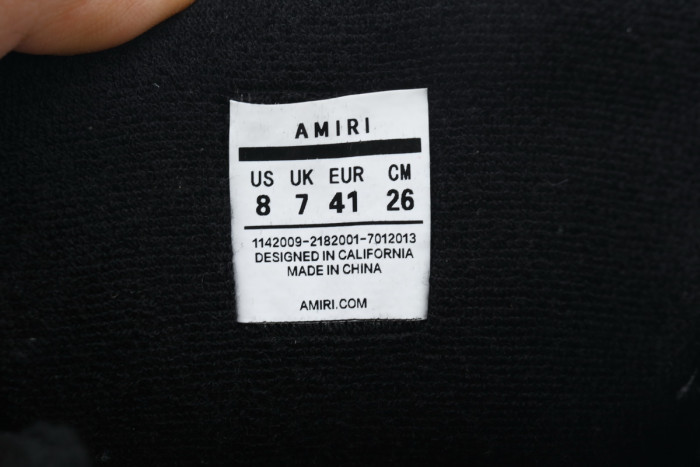 AMIRI
US UK EUR CM
8 7 41 26
1142009-2182001-7012013
DESIGNED IN CALIFORNIA
MADE IN CHINA
AMIRI.COM